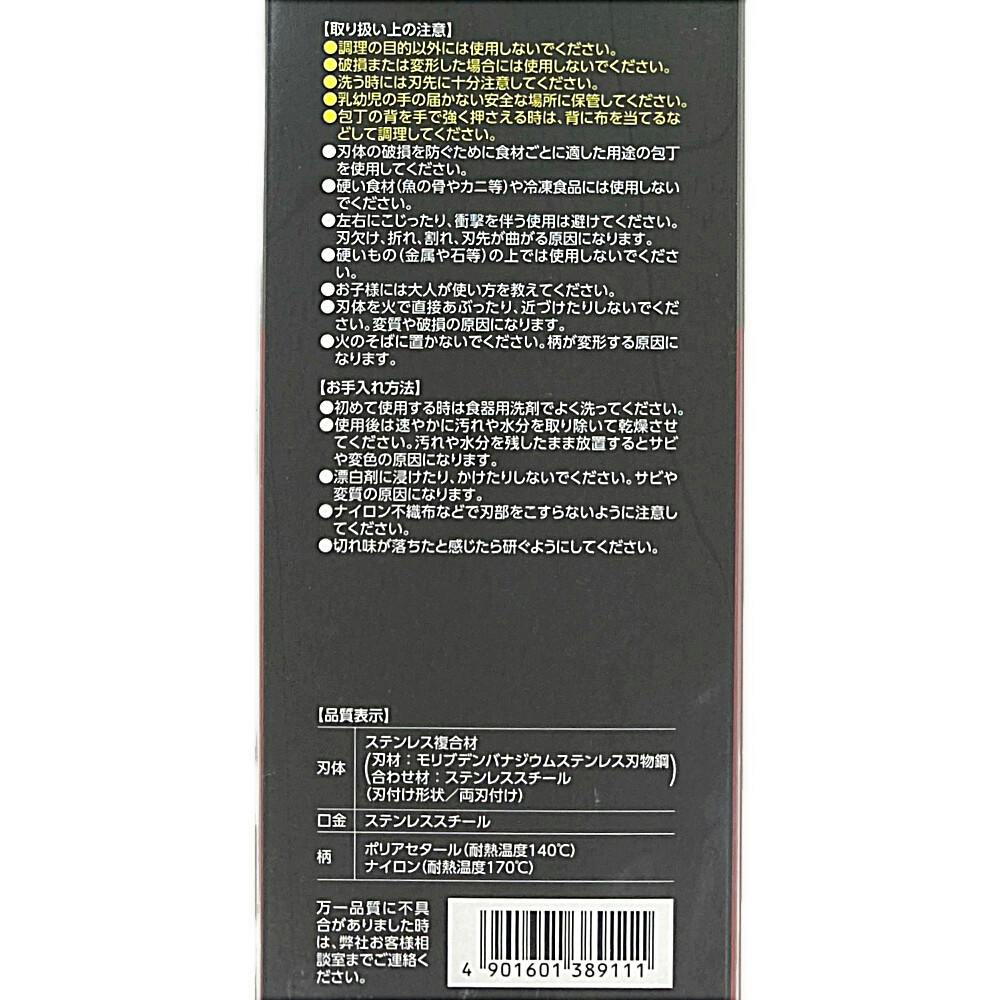 【取り扱い上の注意】
●調理の目的以外には使用しないでください。
●破損または変形した場合には使用しないでください。
●洗う時には刃先に十分注意してください。
●乳幼児の手の届かない安全な場所に保管してください。
●包丁の背を手で強く押さえる時は、背に布を当てるな
どして調理してください。
●刃体の破損を防ぐために食材ごとに適した用途の包丁
を使用してください。
●硬い食材(魚の骨やカニ等)や冷凍食品には使用しない
でください。
●左右にこじったり、衝撃を伴う使用は避けてください。
刃欠け、折れ、割れ、刃先が曲がる原因になります。
●硬いもの(金属や石等)の上では使用しないでくださ
い。
●お子様には大人が使い方を教えてください。
●刃体を火で直接あぶったり、近づけたりしないでくだ
さい。変質や破損の原因になります。
●火のそばに置かないでください。柄が変形する原因に
なります。
【お手入れ方法】
●初めて使用する時は食器用洗剤でよく洗ってください。
●使用後は速やかに汚れや水分を取り除いて乾燥させ
てください。汚れや水分を残したまま放置するとサビ
や変色の原因になります。
●漂白剤に浸けたり、かけたりしないでください。サビや
変質の原因になります。
●ナイロン不織布などで刃部をこすらないように注意し
てください。
●切れ味が落ちたと感じたら研ぐようにしてください。
【品質表示】
刃体
ステンレス複合材
(刃材:モリブデンバナジウムステンレス刃物鋼
合わせ材:ステンレススチール)
(刃付け形状/両刃付け)
口金 ステンレススチール
柄
ポリアセタール(耐熱温度140℃)
ナイロン(耐熱温度170℃)
万一品質に不具
合がありました時
は、弊社お客様相
談室までご連絡く
ださい。
4 901601 389111